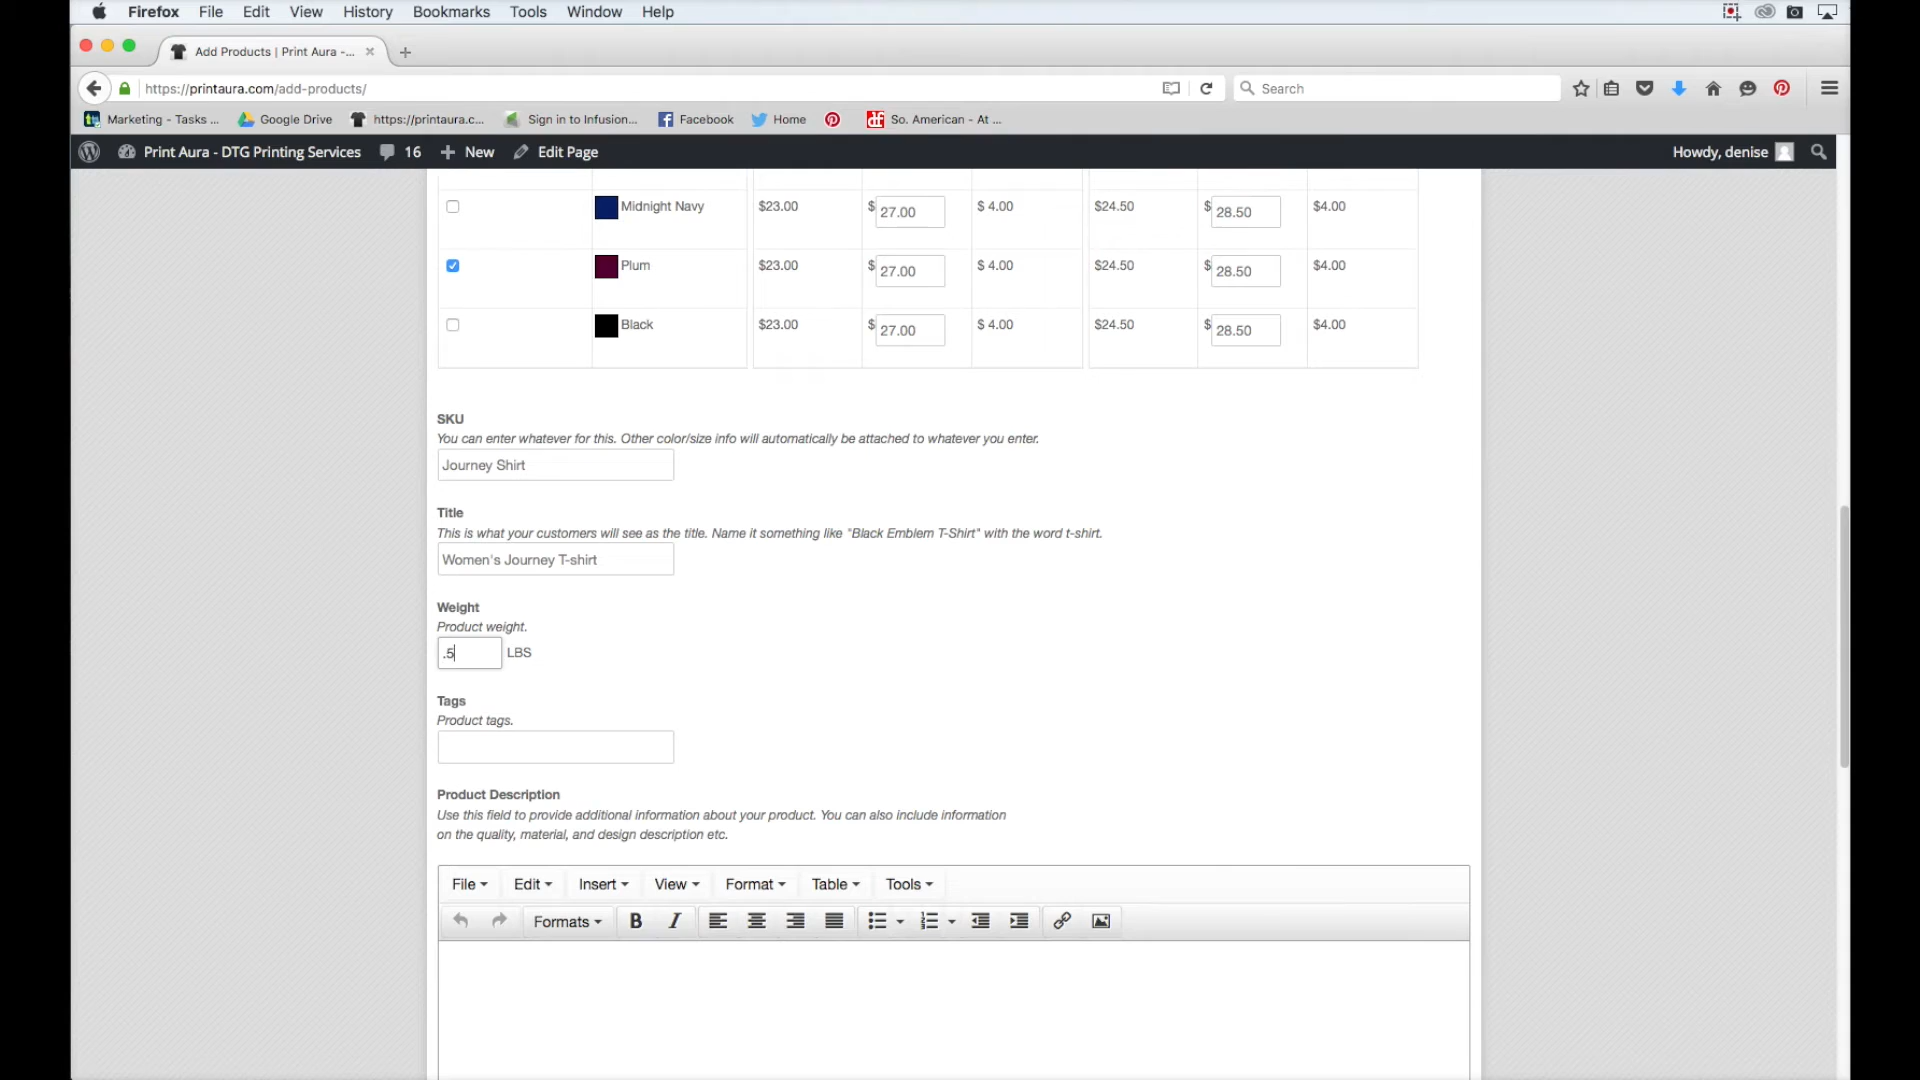 Firefox File Edit View History Bookmarks Tools Window Help
Add Products | Print Aura -...
https://printaura.com/add-products/
Search
Marketing - Tasks ... Google Drive https://printaura.c... Sign in to Infusion... Facebook Home So. American - At ...
Print Aura - DTG Printing Services 16 New Edit Page Howdy, denise
Midnight Navy $23.00 $ 27.00 $ 4.00 $24.50 $ 28.50 $4.00
Plum $23.00 $ 27.00 $ 4.00 $24.50 $ 28.50 $4.00
Black $23.00 $ 27.00 $ 4.00 $24.50 $ 28.50 $4.00
SKU
You can enter whatever for this. Other color/size info will automatically be attached to whatever you enter.
Journey Shirt
Title
This is what your customers will see as the title. Name it something like "Black Emblem T-Shirt" with the word t-shirt.
Women's Journey T-shirt
Weight
Product weight.
.5 LBS
Tags
Product tags.
Product Description
Use this field to provide additional information about your product. You can also include information
on the quality, material, and design description etc.
File Edit Insert View Format Table Tools
Formats B I